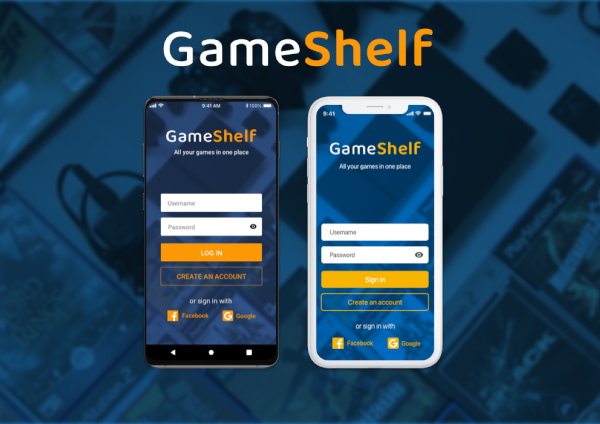 GameShelf
9:41 AM
100%
GameShelf
All your games in one place
Username
Password
LOG IN
CREATE AN ACCOUNT
or sign in with
Facebook
Google
9:41
GameShelf
All your games in one place
Username
Password
Sign in
Create an account
or sign in with
Facebook
Google